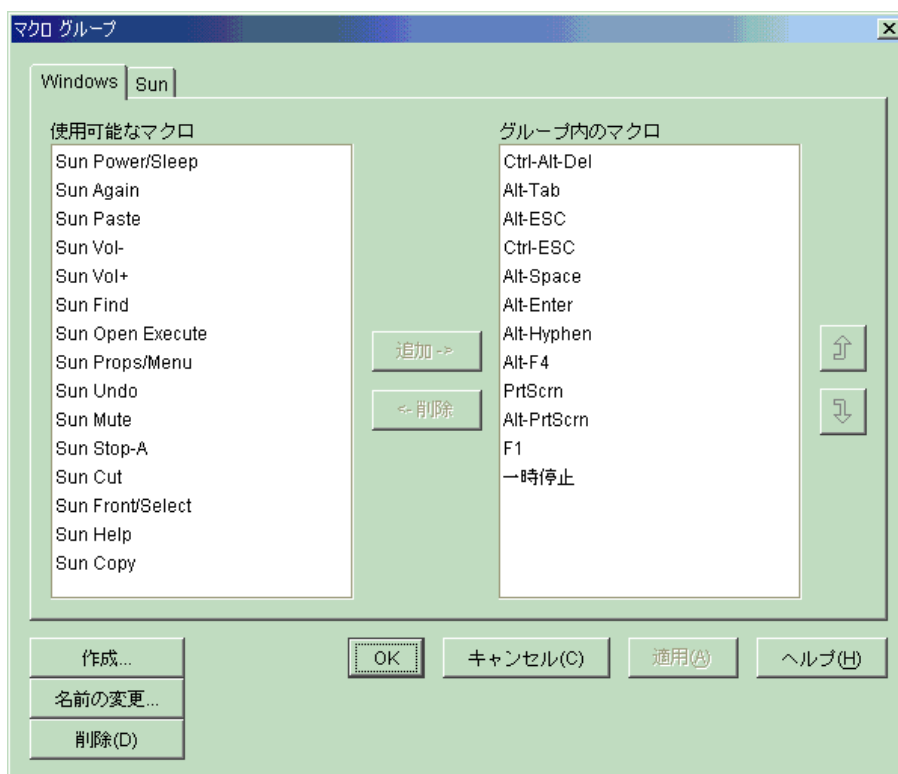 マクロ グループ
Windows
Sun
使用可能なマクロ
Sun Power/Sleep
Sun Again
Sun Paste
Sun Vol-
Sun Vol+
Sun Find
Sun Open Execute
Sun Props/Menu
Sun Undo
Sun Mute
Sun Stop-A
Sun Cut
Sun Front/Select
Sun Help
Sun Copy
追加 ->
<- 削除
グループ内のマクロ
Ctrl-Alt-Del
Alt-Tab
Alt-ESC
Ctrl-ESC
Alt-Space
Alt-Enter
Alt-Hyphen
Alt-F4
PrtScrn
Alt-PrtScrn
F1
一時停止
作成...
名前の変更...
削除(D)
OK
キャンセル(C)
適用(A)
ヘルプ(H)